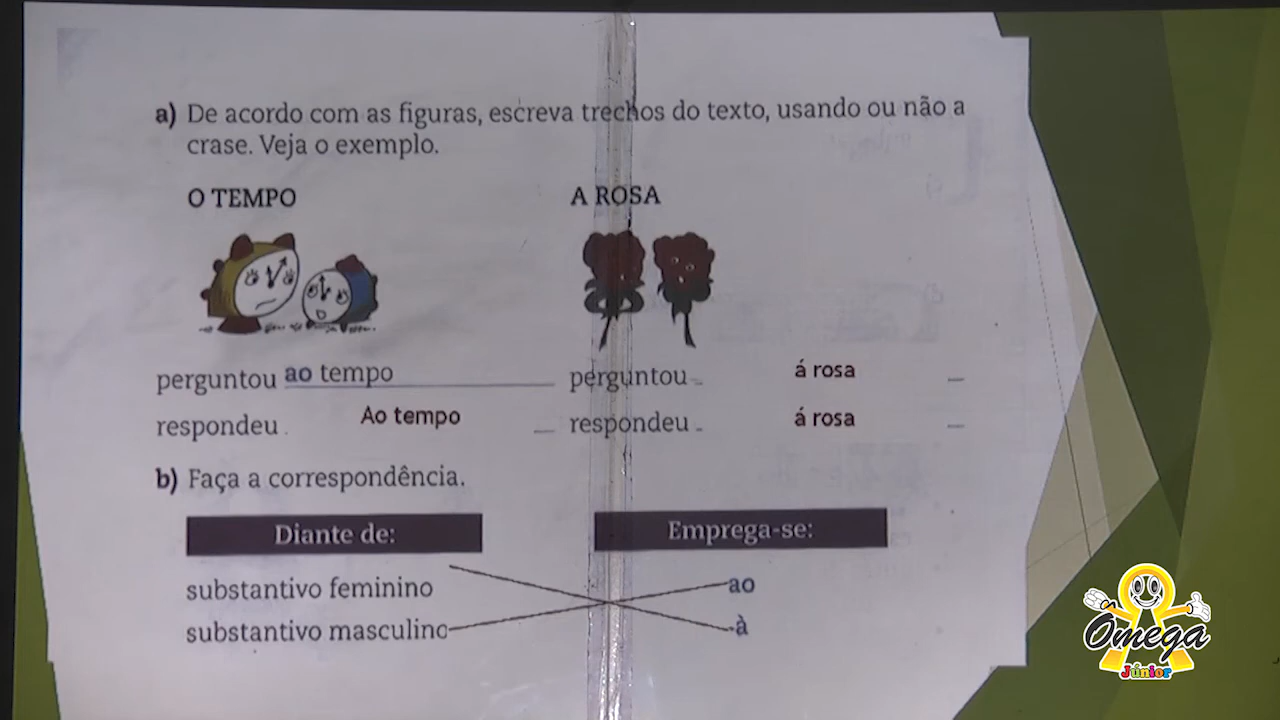 a) De acordo com as figuras, escreva trechos do texto, usando ou não a
crase. Veja o exemplo.
O TEMPO
A ROSA
perguntou ao tempo
perguntou á rosa
respondeu Ao tempo
respondeu á rosa
b) Faça a correspondência.
Diante de:
Emprega-se:
substantivo feminino
ao
substantivo masculino
à
Ômega
Júnior